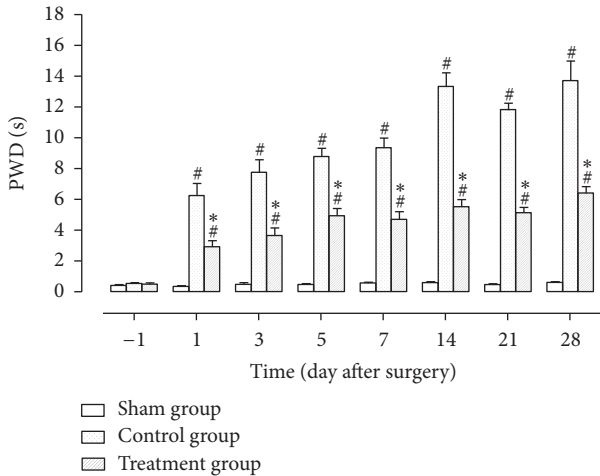 18
16
14
12
10
8
6
4
2
0
PWD (s)
# # # # # # #
* * * * * * *
# # # # # # #
−1 1 3 5 7 14 21 28
Time (day after surgery)
Sham group
Control group
Treatment group